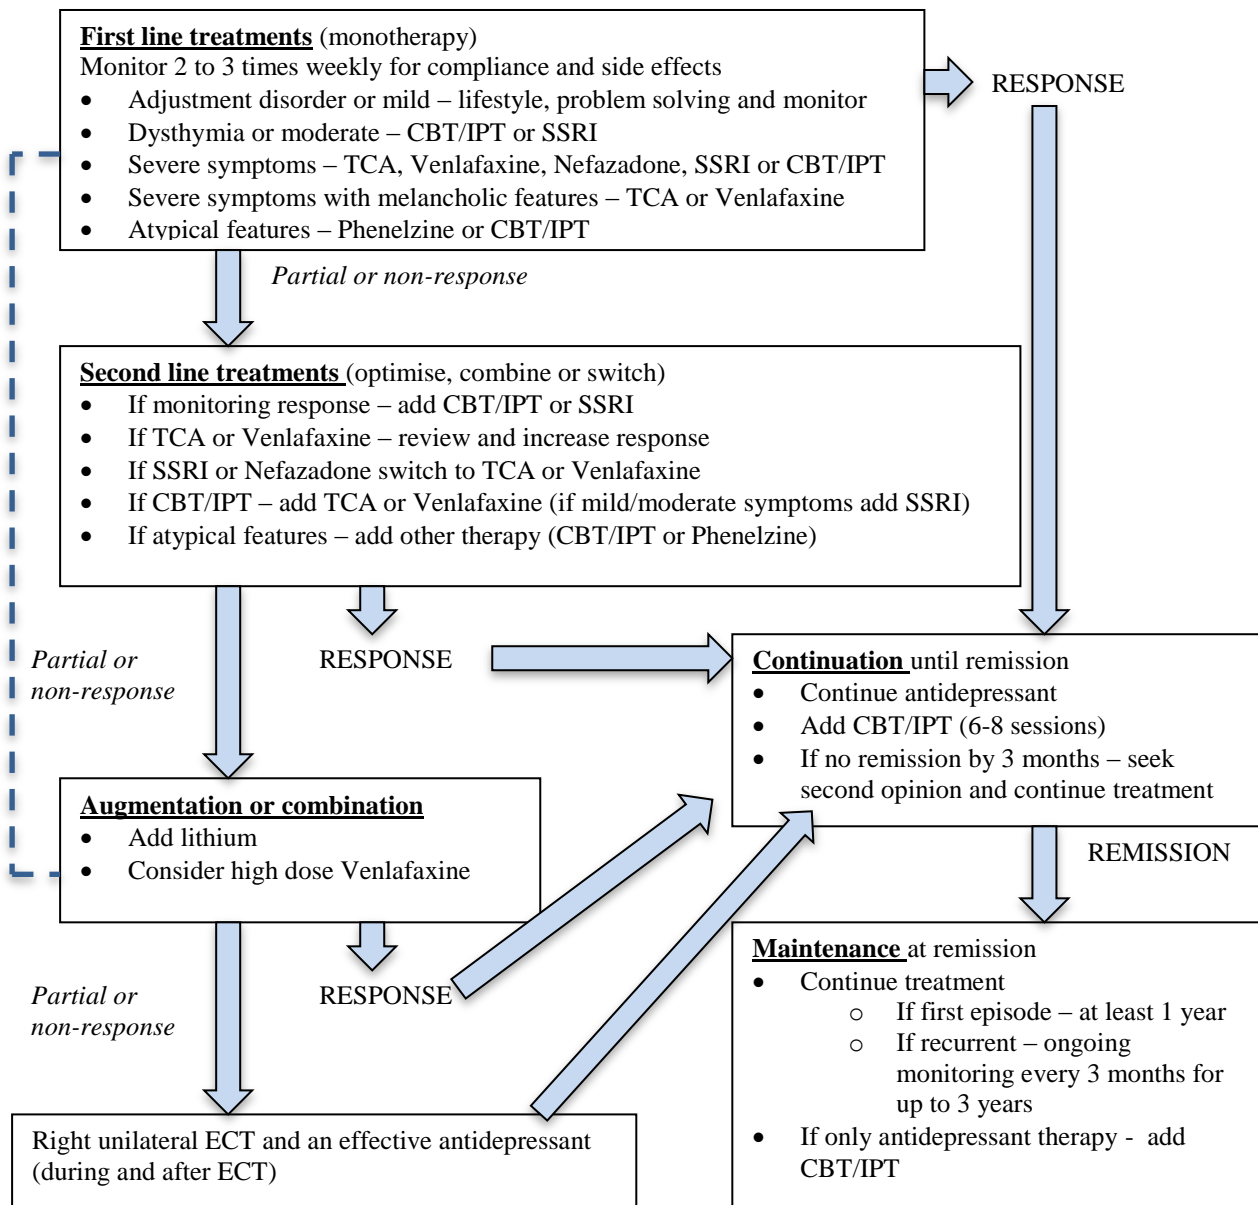 First line treatments (monotherapy)
Monitor 2 to 3 times weekly for compliance and side effects
• Adjustment disorder or mild – lifestyle, problem solving and monitor
• Dysthymia or moderate – CBT/IPT or SSRI
• Severe symptoms – TCA, Venlafaxine, Nefazadone, SSRI or CBT/IPT
• Severe symptoms with melancholic features – TCA or Venlafaxine
• Atypical features – Phenelzine or CBT/IPT
RESPONSE
Partial or non-response
Second line treatments (optimise, combine or switch)
• If monitoring response – add CBT/IPT or SSRI
• If TCA or Venlafaxine – review and increase response
• If SSRI or Nefazadone switch to TCA or Venlafaxine
• If CBT/IPT – add TCA or Venlafaxine (if mild/moderate symptoms add SSRI)
• If atypical features – add other therapy (CBT/IPT or Phenelzine)
Partial or
non-response
RESPONSE
Continuation until remission
• Continue antidepressant
• Add CBT/IPT (6-8 sessions)
• If no remission by 3 months – seek
second opinion and continue treatment
Augmentation or combination
• Add lithium
• Consider high dose Venlafaxine
REMISSION
Partial or
non-response
RESPONSE
Maintenance at remission
• Continue treatment
o If first episode – at least 1 year
o If recurrent – ongoing
monitoring every 3 months for
up to 3 years
• If only antidepressant therapy - add
CBT/IPT
Right unilateral ECT and an effective antidepressant
(during and after ECT)